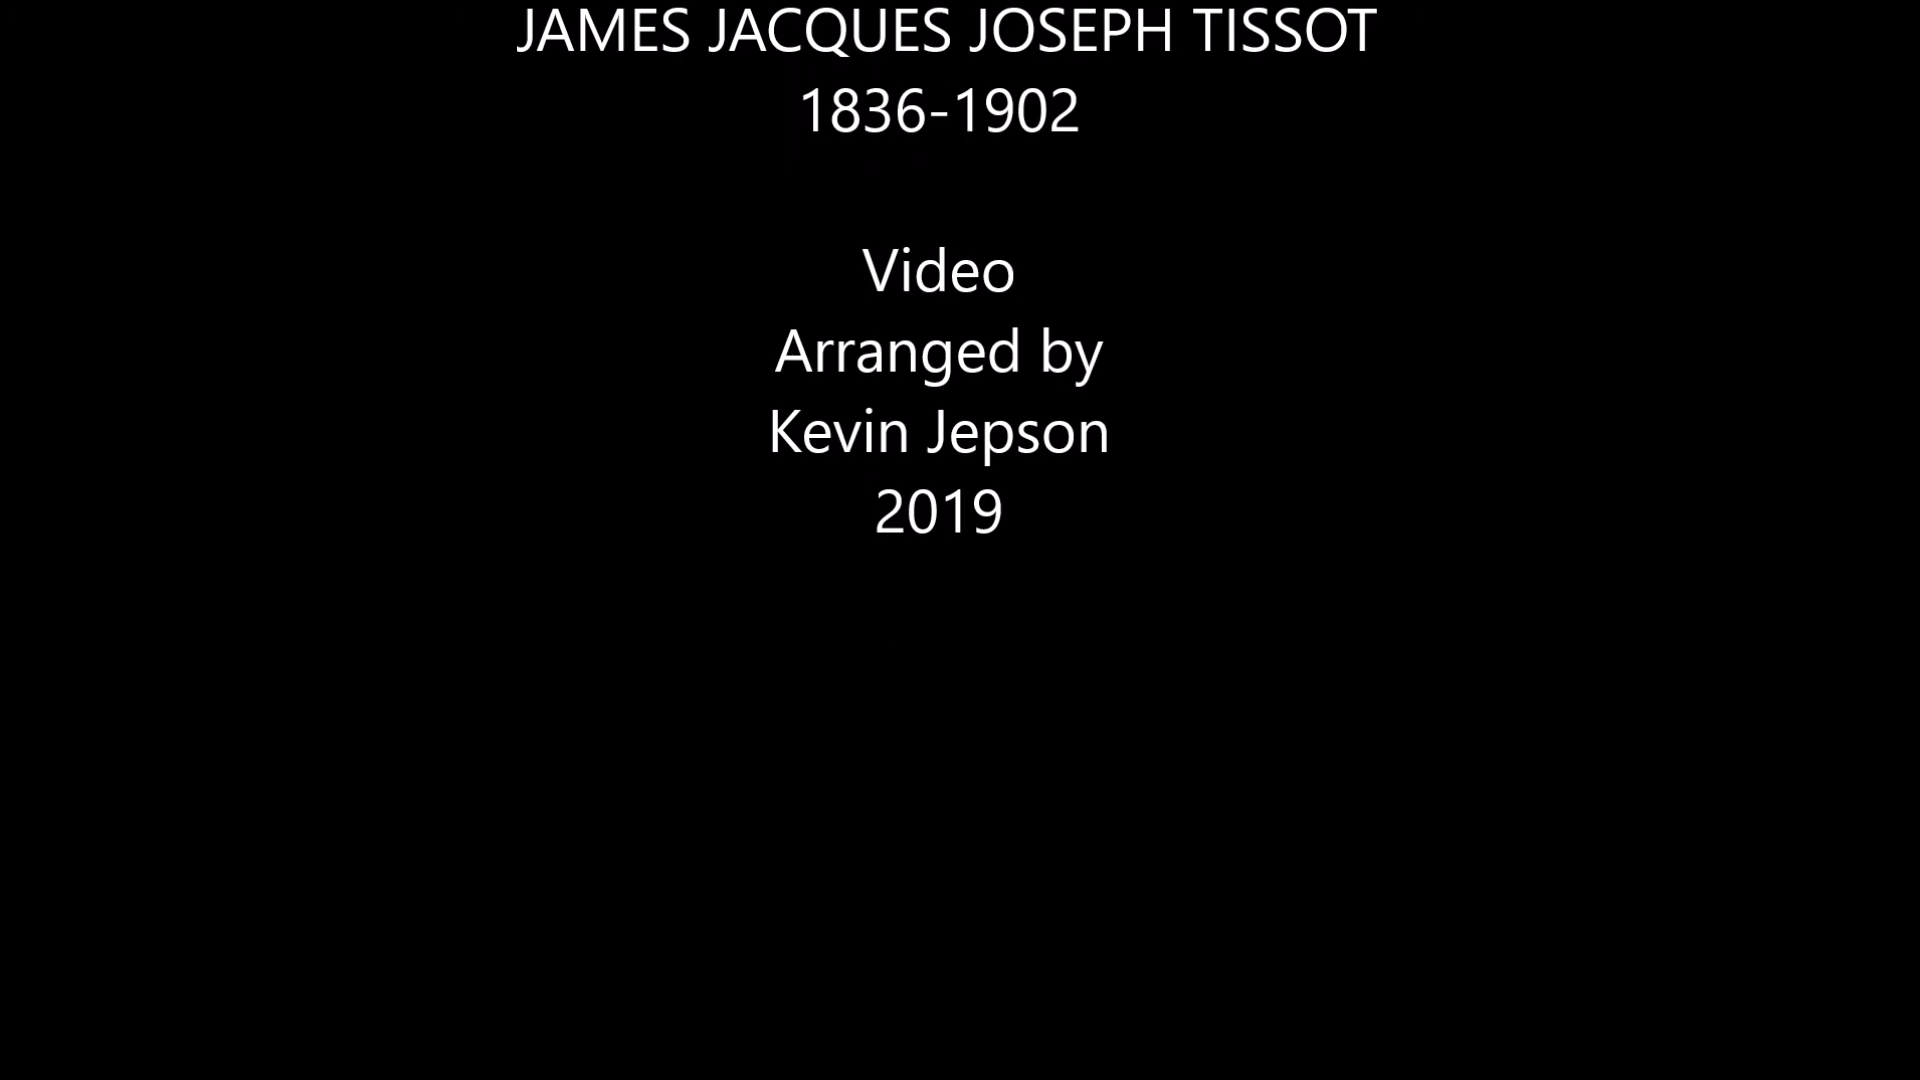 JAMES JACQUES JOSEPH TISSOT
1836-1902
Video
Arranged by
Kevin Jepson
2019